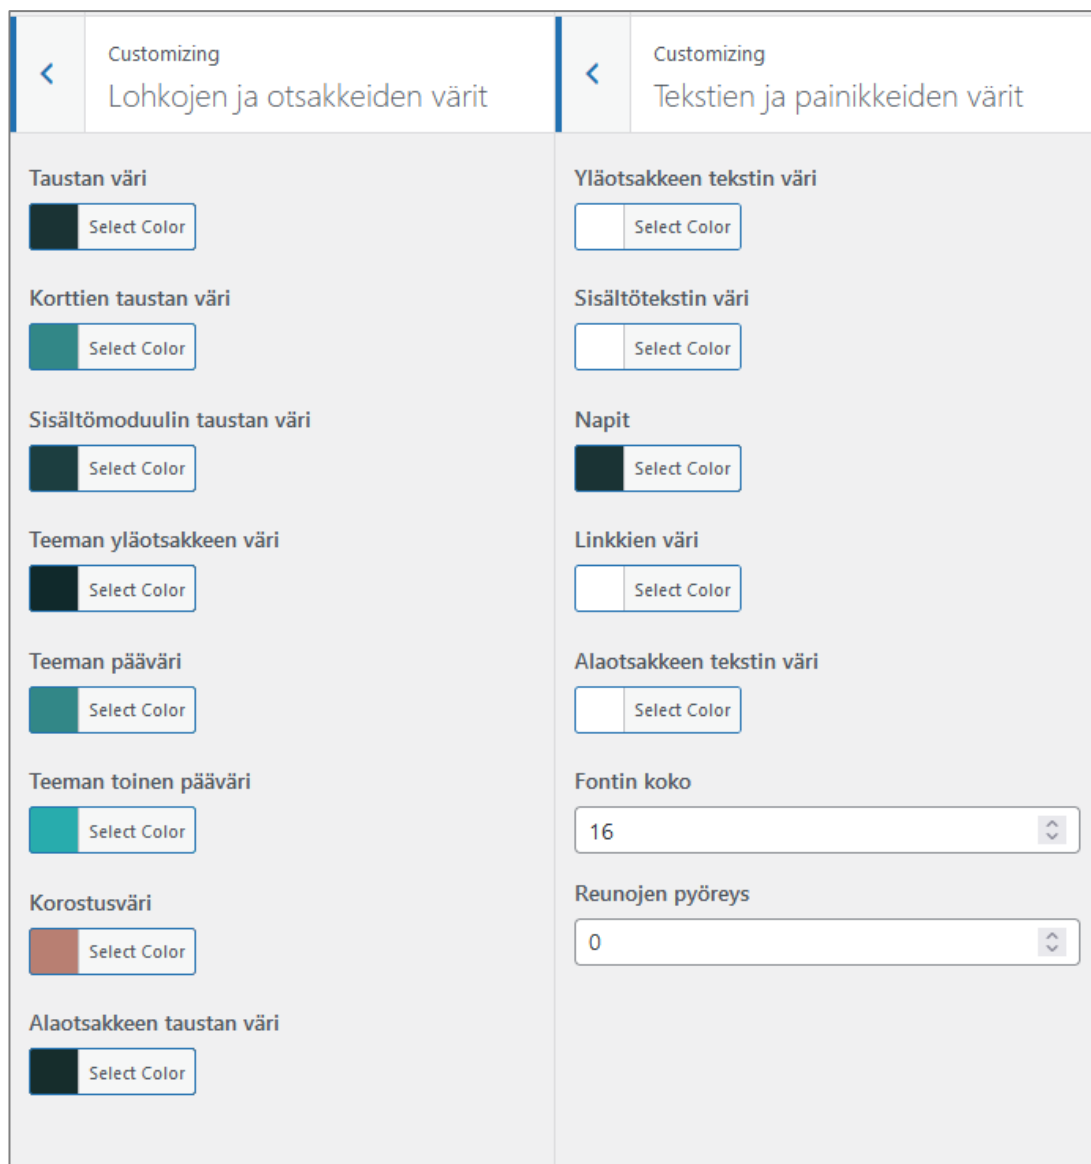 Customizing
Lohkojen ja otsakkeiden värit
Taustan väri
Select Color
Korttien taustan väri
Select Color
Sisältömoduulin taustan väri
Select Color
Teeman yläotsakkeen väri
Select Color
Teeman pääväri
Select Color
Teeman toinen pääväri
Select Color
Korostusväri
Select Color
Alaotsakkeen taustan väri
Select Color
Customizing
Tekstien ja painikkeiden värit
Yläotsakkeen tekstin väri
Select Color
Sisältötekstin väri
Select Color
Napit
Select Color
Linkkien väri
Select Color
Alaotsakkeen tekstin väri
Select Color
Fontin koko
16
Reunojen pyöreys
0